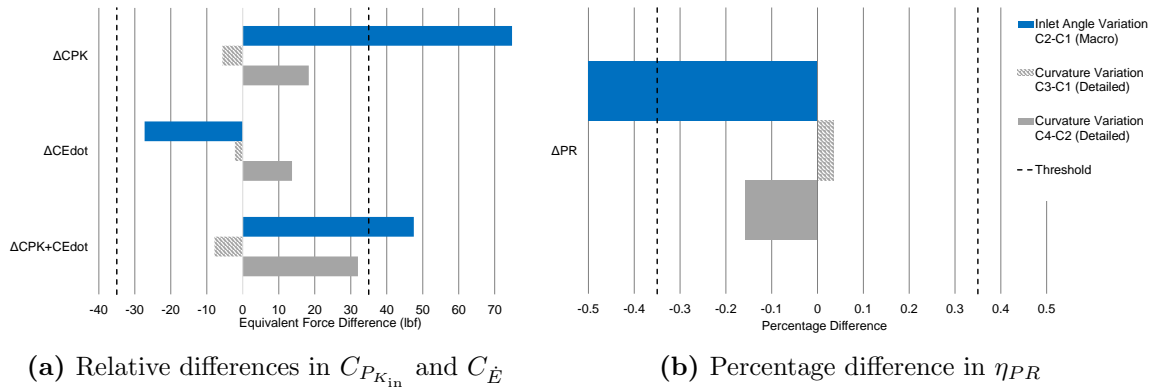 ΔCPK
ΔCEdot
ΔCPK+CEdot
-40 -30 -20 -10 0 10 20 30 40 50 60 70
Equivalent Force Difference (lbf)
(a) Relative differences in C_{P_{K_{in}}} and C_{Ė}
ΔPR
-0.5 -0.4 -0.3 -0.2 -0.1 0 0.1 0.2 0.3 0.4 0.5
Percentage Difference
Inlet Angle Variation
C2-C1 (Macro)
Curvature Variation
C3-C1 (Detailed)
Curvature Variation
C4-C2 (Detailed)
Threshold
(b) Percentage difference in η_{PR}